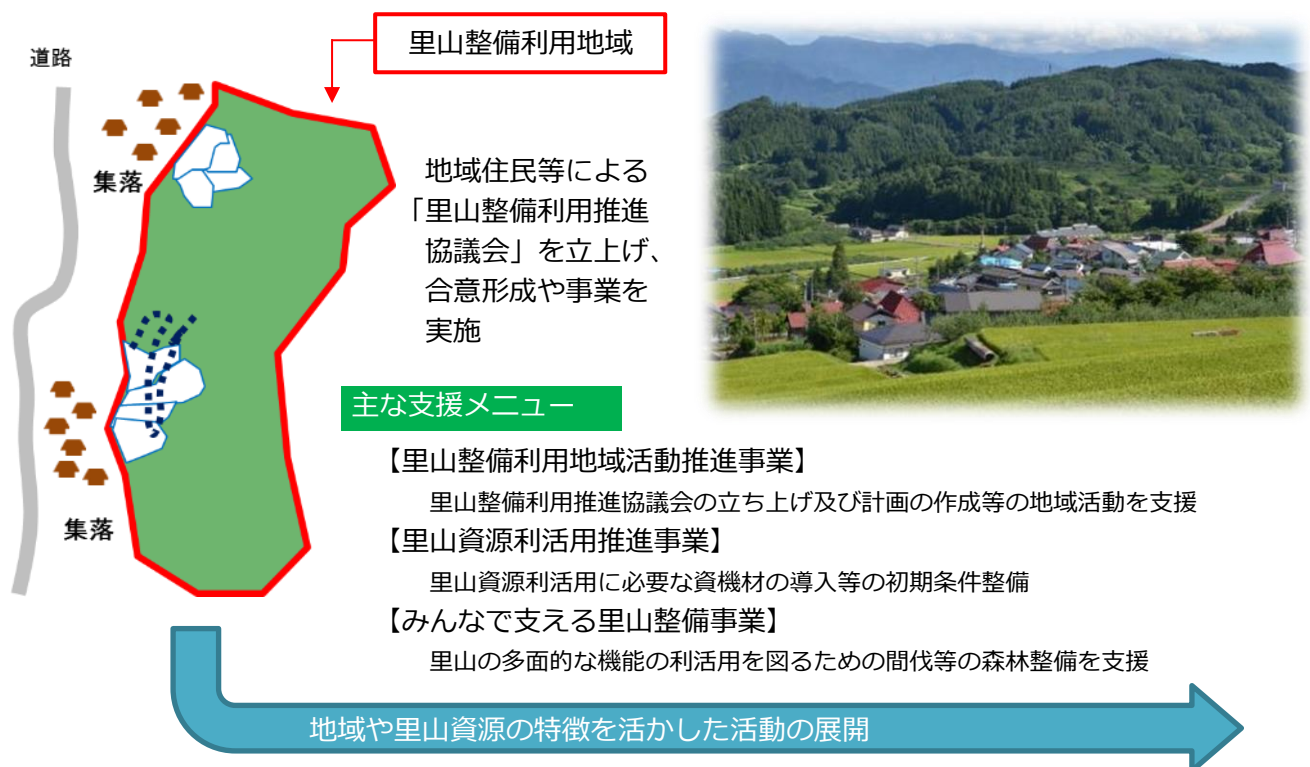 里山整備利用地域
道路
集落
集落
地域住民等による
「里山整備利用推進
協議会」を立上げ、
合意形成や事業を
実施
主な支援メニュー
【里山整備利用地域活動推進事業】
里山整備利用推進協議会の立ち上げ及び計画の作成等の地域活動を支援
【里山資源利活用推進事業】
里山資源利活用に必要な資機材の導入等の初期条件整備
【みんなで支える里山整備事業】
里山の多面的な機能の利活用を図るための間伐等の森林整備を支援
地域や里山資源の特徴を活かした活動の展開